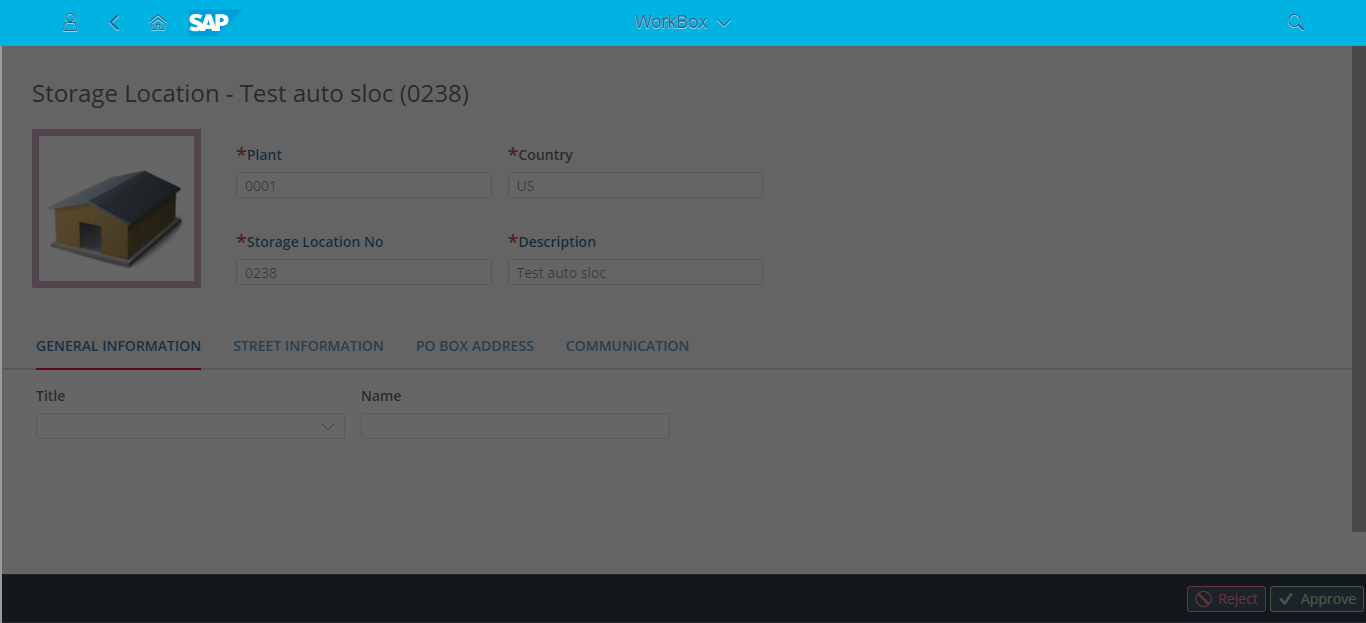 SAP
WorkBox
Storage Location - Test auto sloc (0238)
*Plant
*Country
0001
US
*Storage Location No
*Description
0238
Test auto sloc
GENERAL INFORMATION STREET INFORMATION PO BOX ADDRESS COMMUNICATION
Title
Name
Reject
Approve